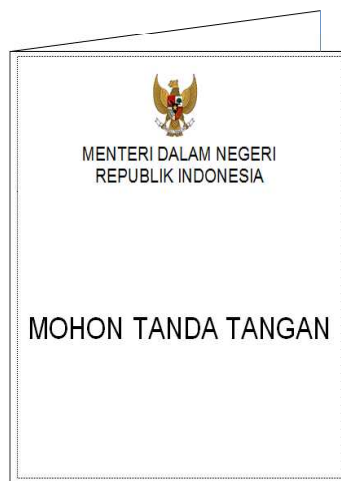 MENTERI DALAM NEGERI
REPUBLIK INDONESIA
MOHON TANDA TANGAN